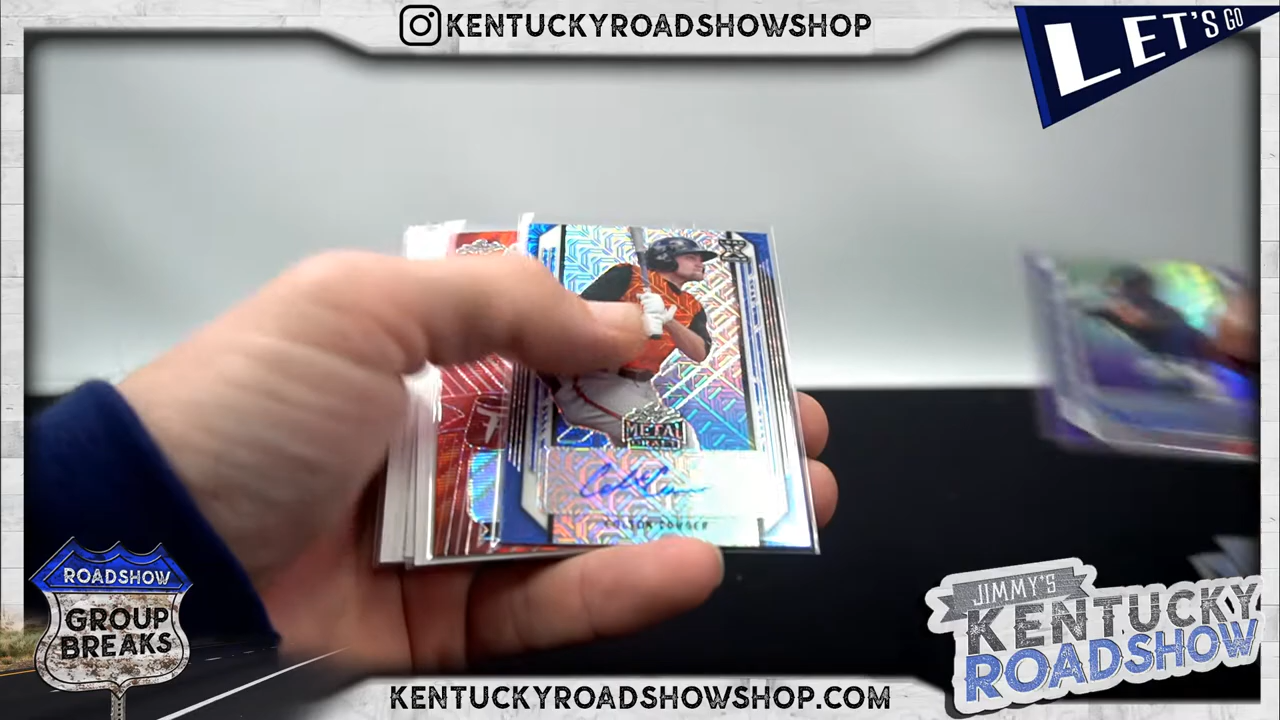 KENTUCKYROADSHOWSHOP
LET'S GO
METAL
ROADSHOW
GROUP
BREAKS
JIMMY'S
KENTUCKY
ROADSHOW
KENTUCKYROADSHOWSHOP.COM